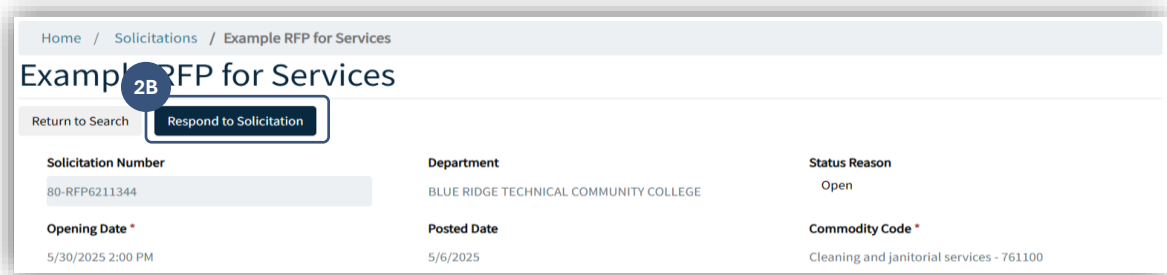 Home / Solicitations / Example RFP for Services
Example RFP for Services
2B
Return to Search Respond to Solicitation
Solicitation Number Department Status Reason
80-RFP6211344 BLUE RIDGE TECHNICAL COMMUNITY COLLEGE Open
Opening Date * Posted Date Commodity Code *
5/30/2025 2:00 PM 5/6/2025 Cleaning and janitorial services - 761100